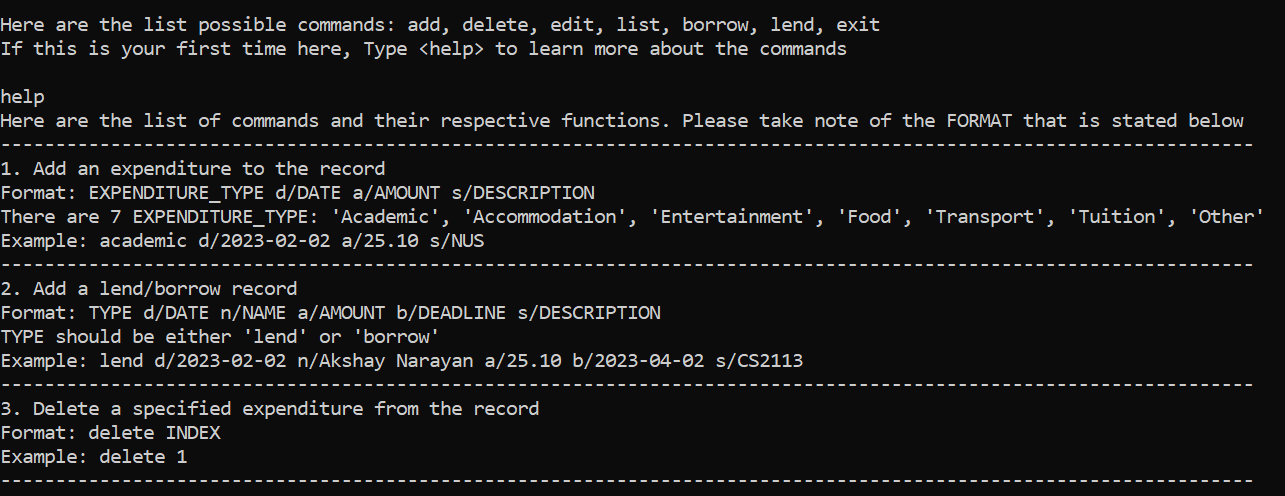 Here are the list possible commands: add, delete, edit, list, borrow, lend, exit
If this is your first time here, Type <help> to learn more about the commands
help
Here are the list of commands and their respective functions. Please take note of the FORMAT that is stated below
------------------------------------------------------------------------------------------------------------------
1. Add an expenditure to the record
Format: EXPENDITURE_TYPE d/DATE a/AMOUNT s/DESCRIPTION
There are 7 EXPENDITURE_TYPE: 'Academic', 'Accommodation', 'Entertainment', 'Food', 'Transport', 'Tuition', 'Other'
Example: academic d/2023-02-02 a/25.10 s/NUS
------------------------------------------------------------------------------------------------------------------
2. Add a lend/borrow record
Format: TYPE d/DATE n/NAME a/AMOUNT b/DEADLINE s/DESCRIPTION
TYPE should be either 'lend' or 'borrow'
Example: lend d/2023-02-02 n/Akshay Narayan a/25.10 b/2023-04-02 s/CS2113
------------------------------------------------------------------------------------------------------------------
3. Delete a specified expenditure from the record
Format: delete INDEX
Example: delete 1
------------------------------------------------------------------------------------------------------------------